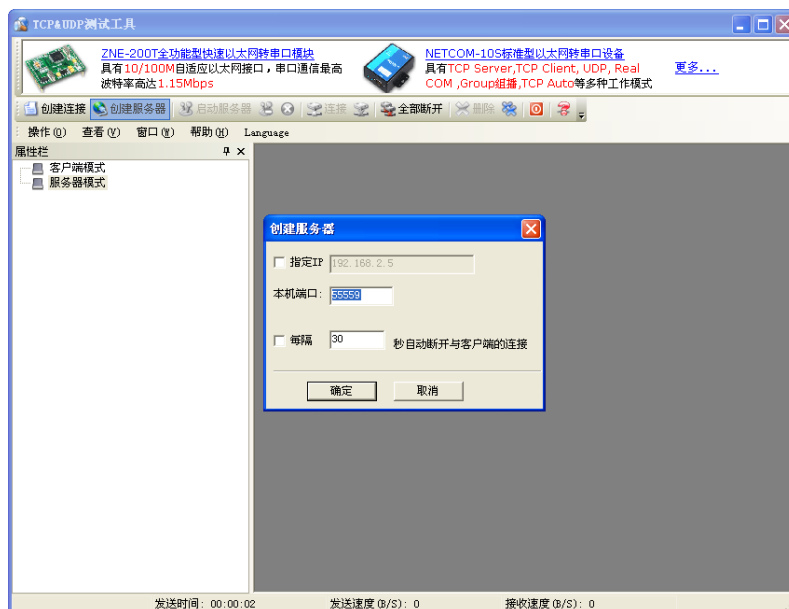 TCP&UDP测试工具
ZNE-200T全功能型快速以太网转串口模块
具有10/100M自适应以太网接口，串口通信最高
波特率高达1.15Mbps
NETCOM-10S标准型以太网转串口设备
具有TCP Server,TCP Client, UDP, Real
COM ,Group组播,TCP Auto等多种工作模式
更多...
创建连接 创建服务器 启动服务器 连接 全部断开 删除
操作(O) 查看(V) 窗口(W) 帮助(H) Language
属性栏
客户端模式
服务器模式
创建服务器
指定IP 192.168.2.5
本机端口: 55559
每隔 30 秒自动断开与客户端的连接
确定 取消
发送时间: 00:00:02 发送速度(B/S): 0 接收速度(B/S): 0